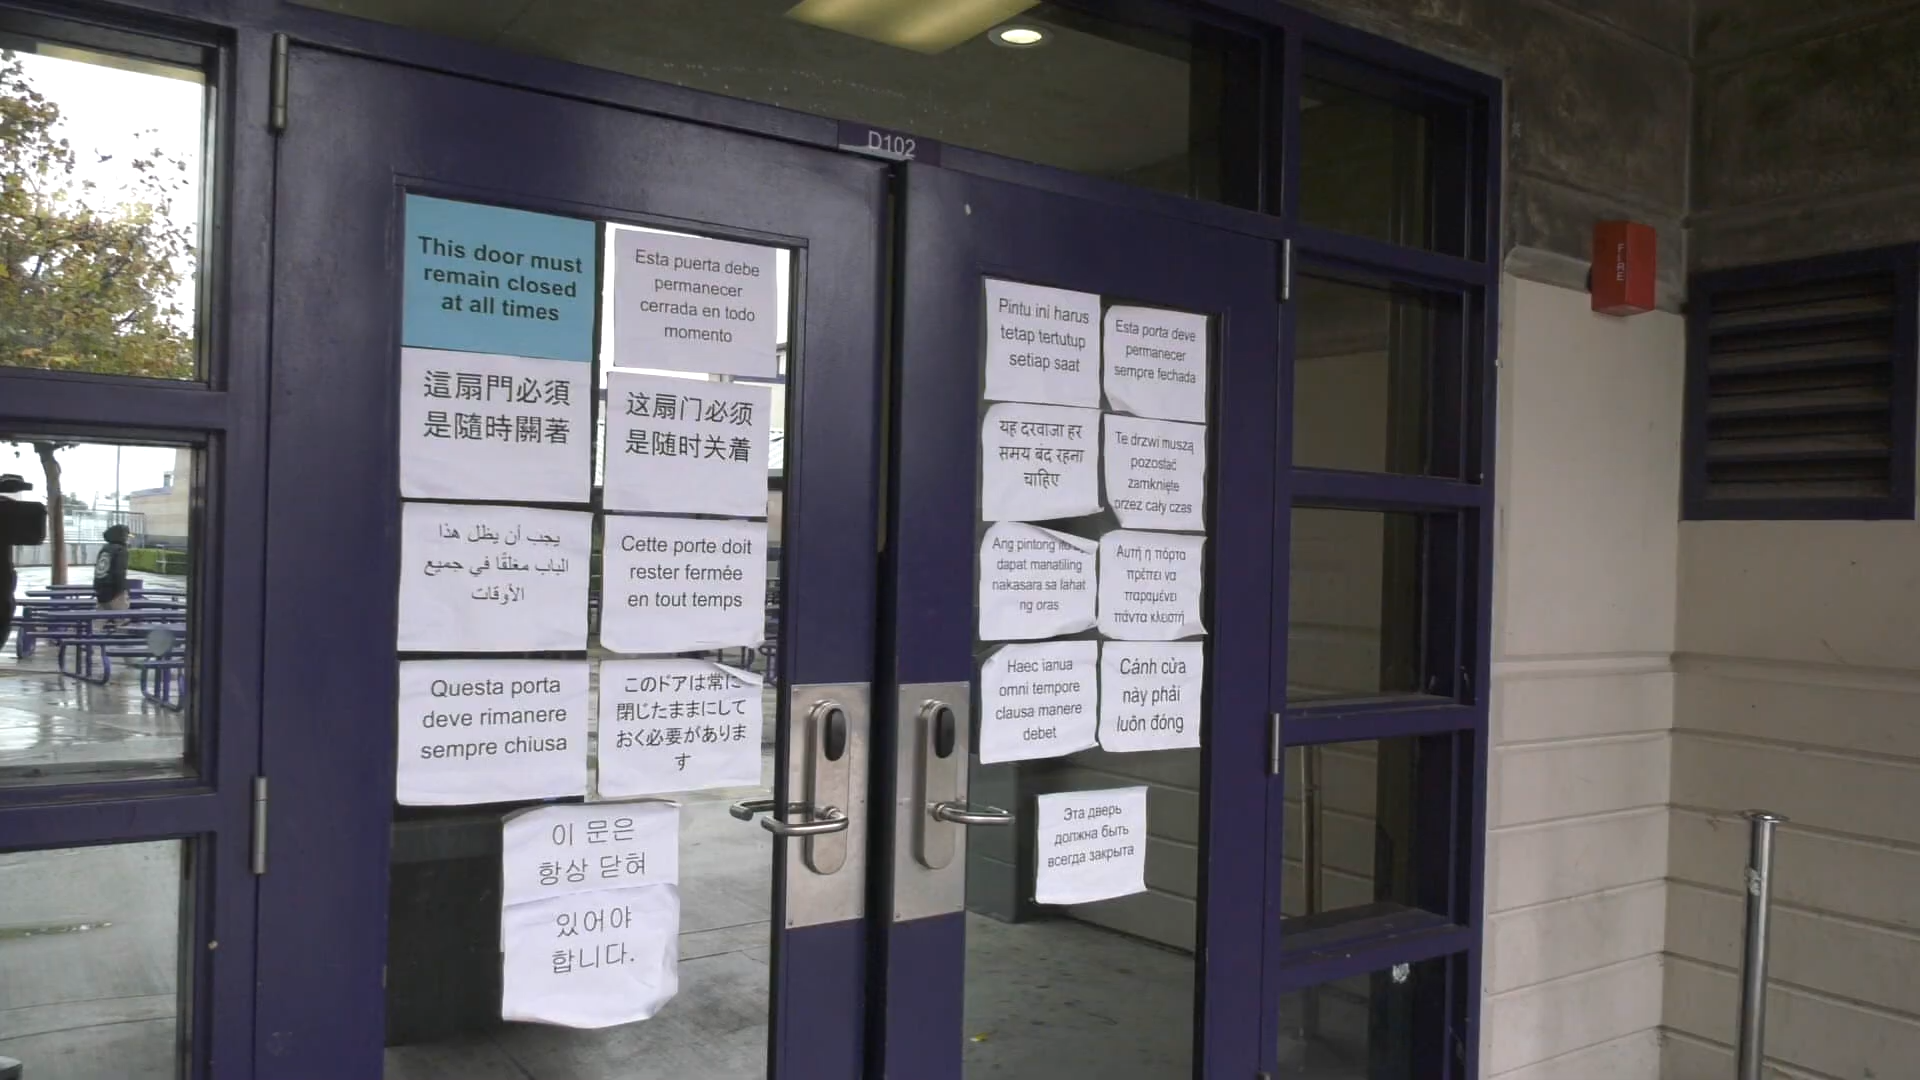 D102
This door must
remain closed
at all times
Esta puerta debe
permanecer
cerrada en todo
momento
這扇門必須
是隨時關著
这扇门必须
是随时关着
يجب أن يظل هذا
الباب مغلقًا في جميع
الأوقات
Cette porte doit
rester fermée
en tout temps
Questa porta
deve rimanere
sempre chiusa
このドアは常に
閉じたままにして
おく必要がありま
す
이 문은
항상 닫혀
있어야
합니다.
Pintu ini harus
tetap tertutup
setiap saat
Esta porta deve
permanecer
sempre fechada
यह दरवाजा हर
समय बंद रहना
चाहिए
Te drzwi muszą
pozostać
zamknięte
przez cały czas
Ang pintong
dapat manatiling
nakasara sa lahat
ng oras
Αυτή η πόρτα
πρέπει να
παραμένει
πάντα κλειστή
Haec ianua
omni tempore
clausa manere
debet
Cánh cửa
này phải
luôn đóng
Эта дверь
должна быть
всегда закрыта
FIRE